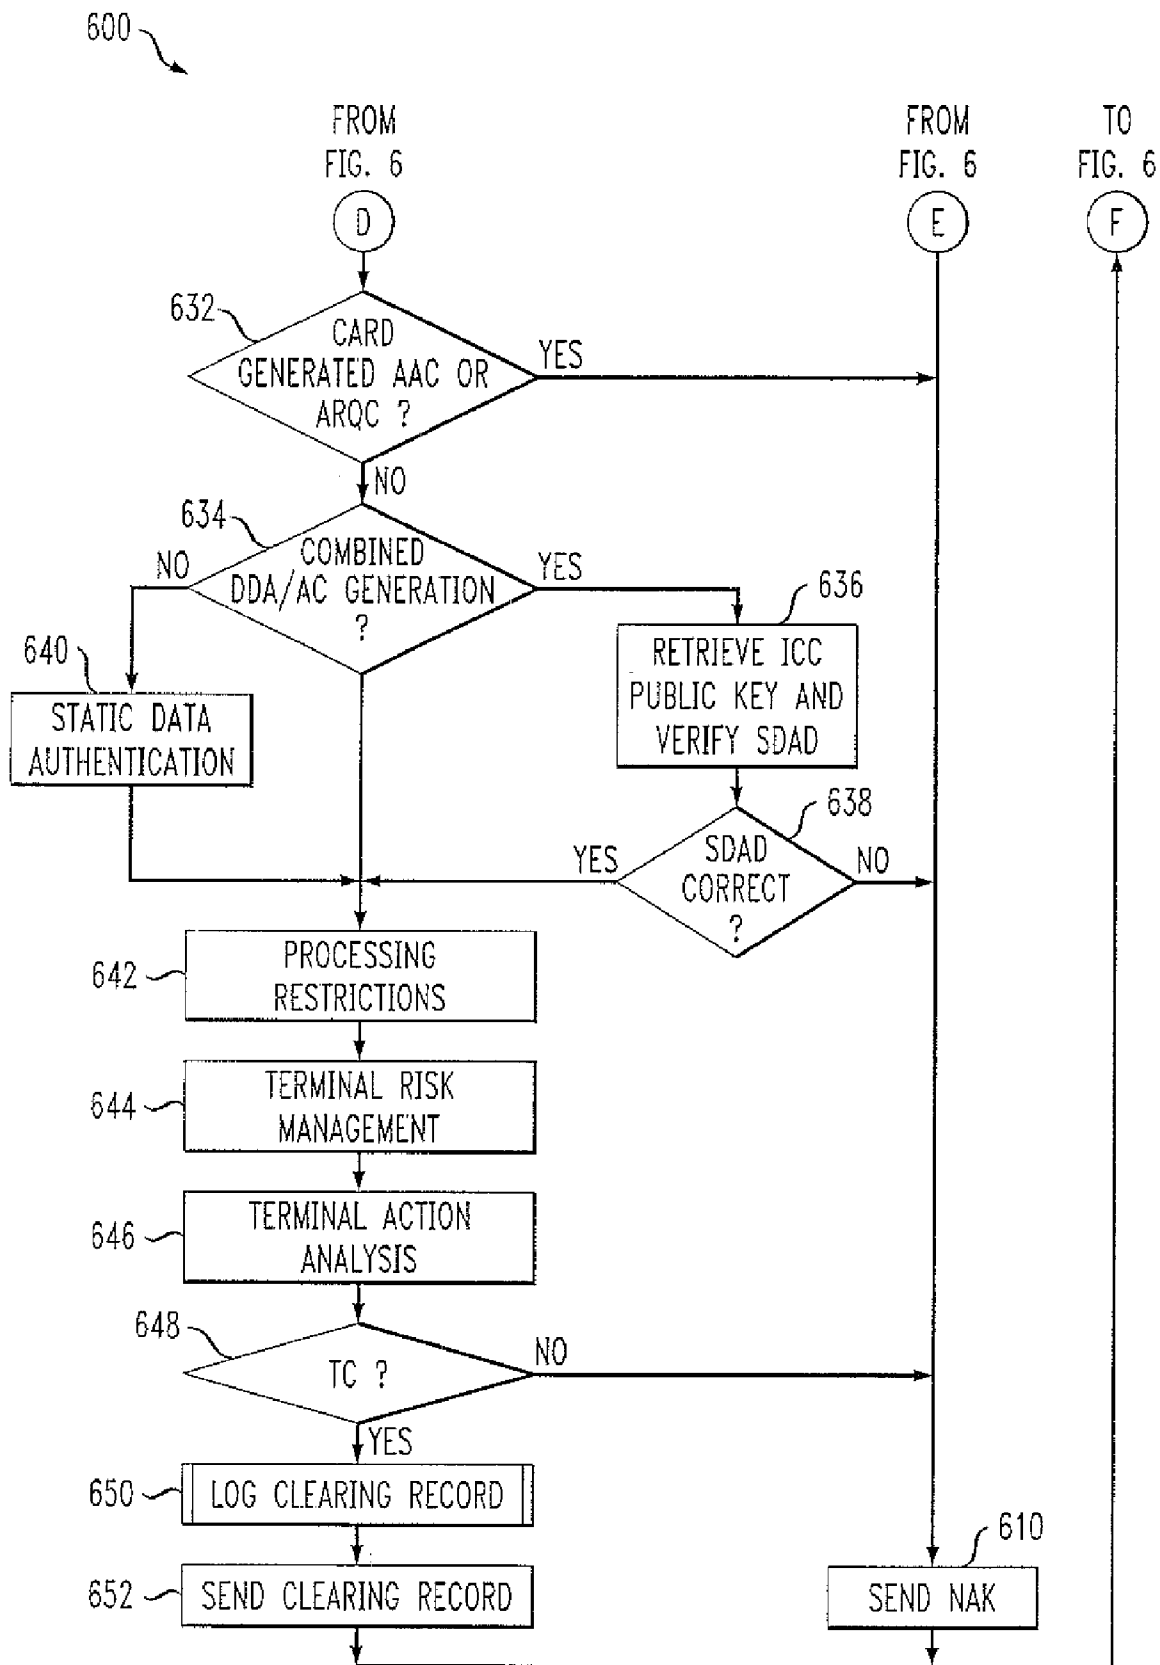 600
FROM
FIG. 6
D
FROM
FIG. 6
E
TO
FIG. 6
F
632
CARD
GENERATED AAC OR
ARQC ?
YES
NO
634
COMBINED
DDA/AC GENERATION
?
NO
YES
636
RETRIEVE ICC
PUBLIC KEY AND
VERIFY SDAD
640
STATIC DATA
AUTHENTICATION
638
SDAD
CORRECT
?
YES
NO
642
PROCESSING
RESTRICTIONS
644
TERMINAL RISK
MANAGEMENT
646
TERMINAL ACTION
ANALYSIS
648
TC ?
NO
YES
650
LOG CLEARING RECORD
652
SEND CLEARING RECORD
610
SEND NAK